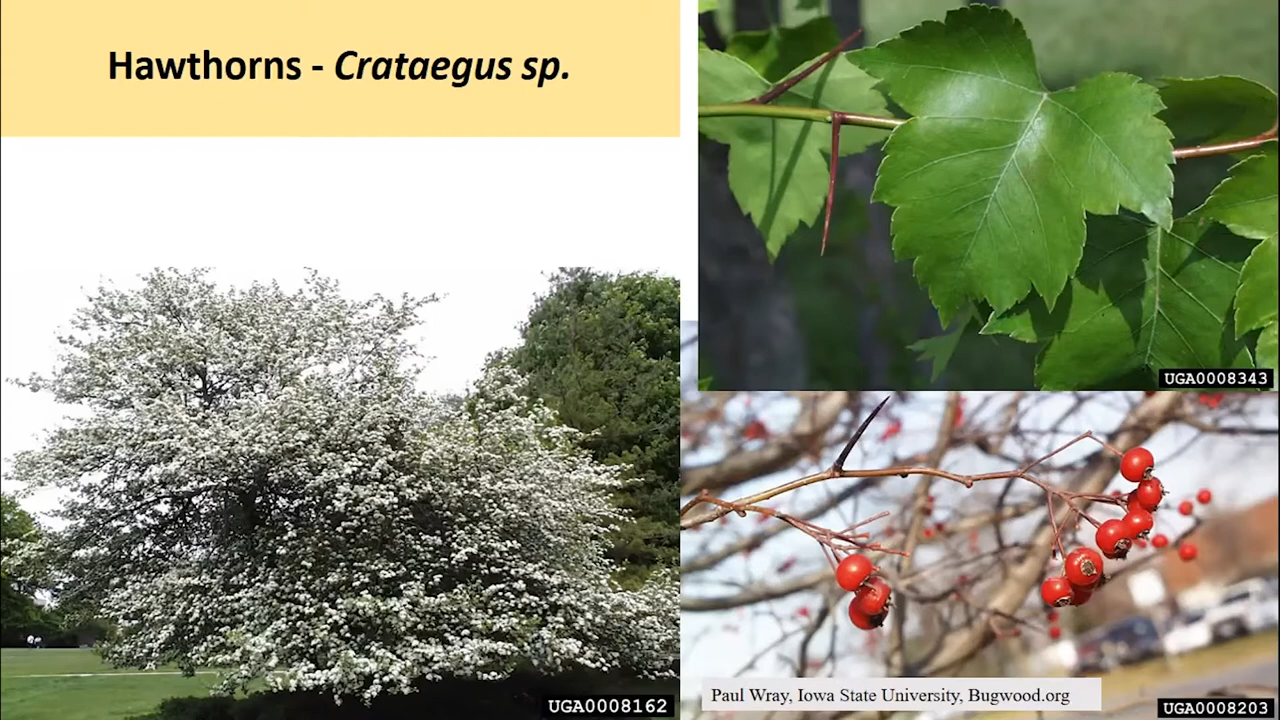 Hawthorns - Crataegus sp.
UGA0008343
UGA0008162
Paul Wray, Iowa State University, Bugwood.org
UGA0008203